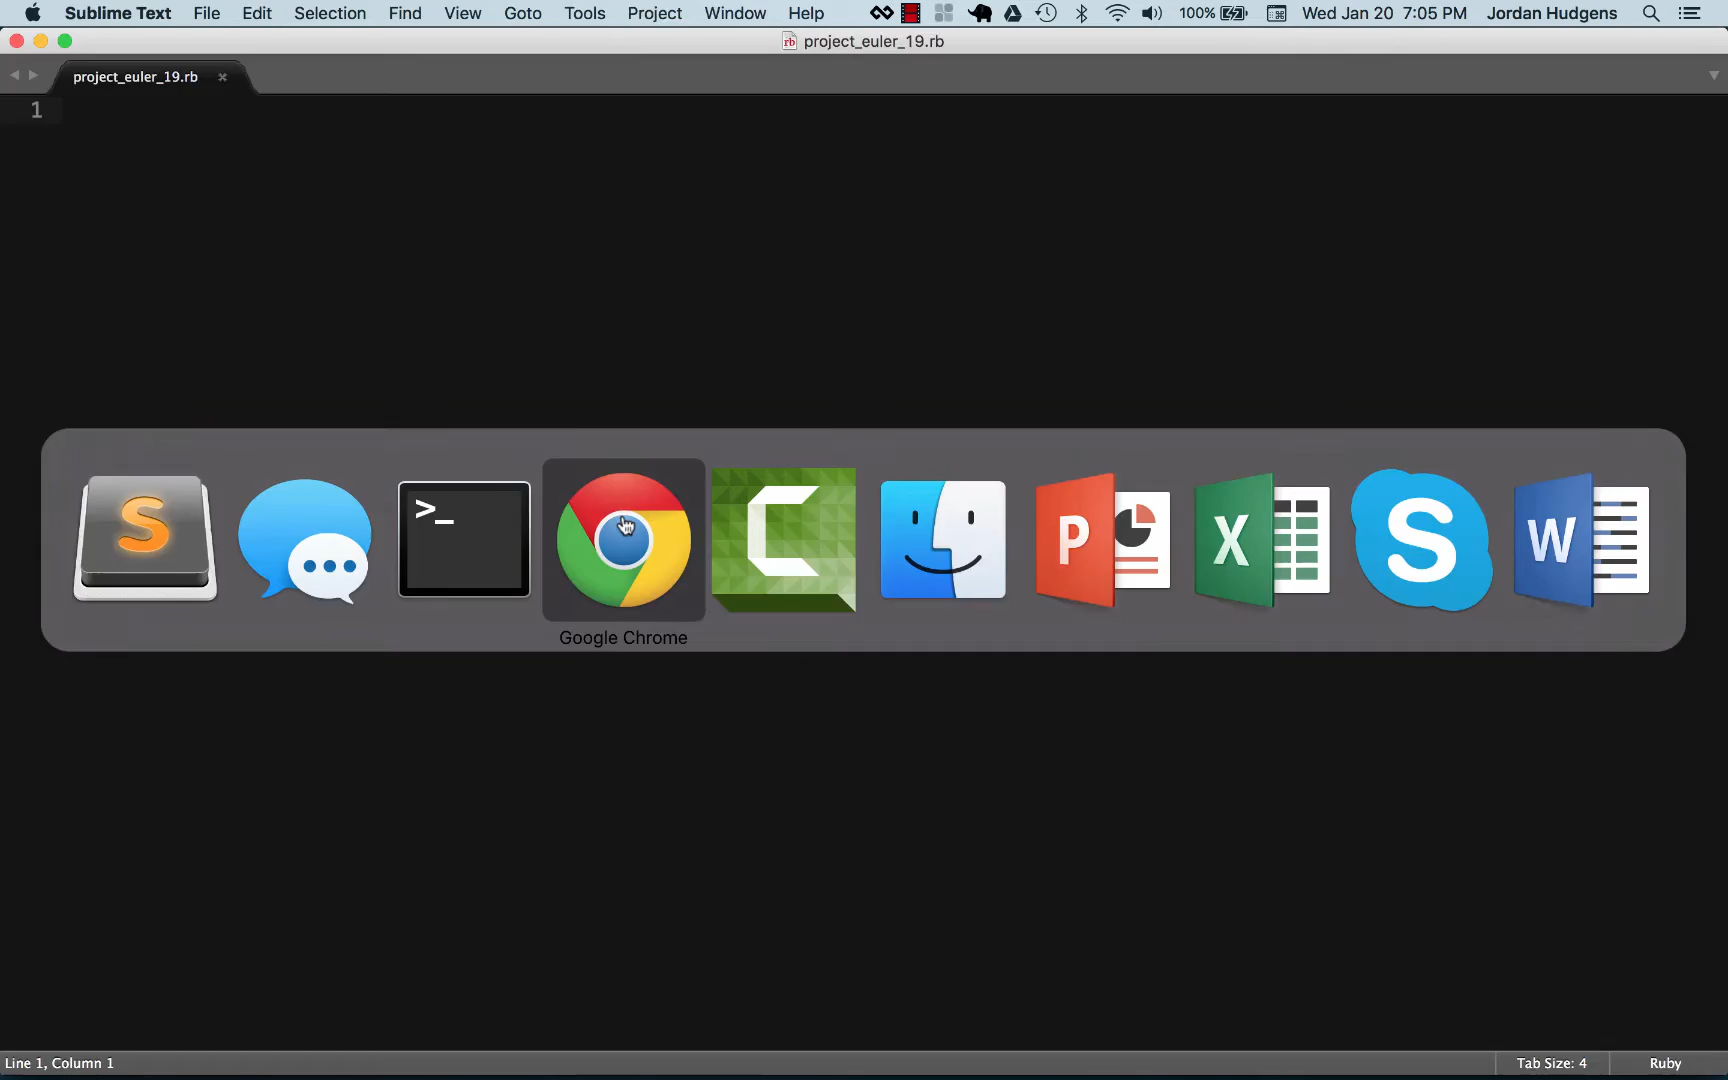 Sublime Text File Edit Selection Find View Goto Tools Project Window Help 100% Wed Jan 20 7:05 PM Jordan Hudgens
rb project_euler_19.rb
project_euler_19.rb ×
1
S >_ C P X S W
Google Chrome
Line 1, Column 1 Tab Size: 4 Ruby